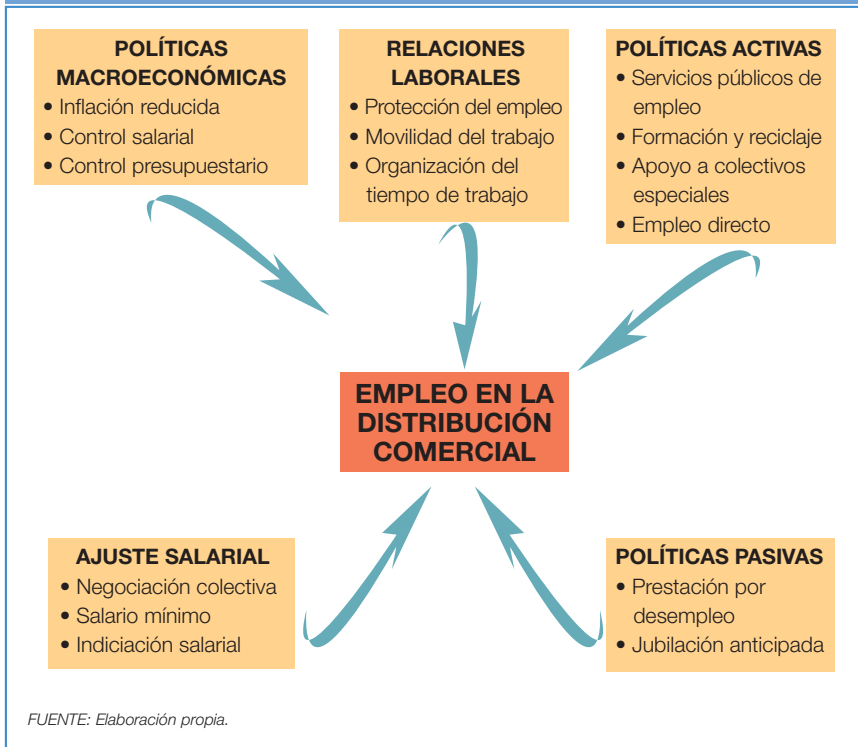 POLÍTICAS
MACROECONÓMICAS
• Inflación reducida
• Control salarial
• Control presupuestario
RELACIONES
LABORALES
• Protección del empleo
• Movilidad del trabajo
• Organización del
tiempo de trabajo
POLÍTICAS ACTIVAS
• Servicios públicos de
empleo
• Formación y reciclaje
• Apoyo a colectivos
especiales
• Empleo directo
EMPLEO EN LA
DISTRIBUCIÓN
COMERCIAL
AJUSTE SALARIAL
• Negociación colectiva
• Salario mínimo
• Indiciación salarial
POLÍTICAS PASIVAS
• Prestación por
desempleo
• Jubilación anticipada
FUENTE: Elaboración propia.